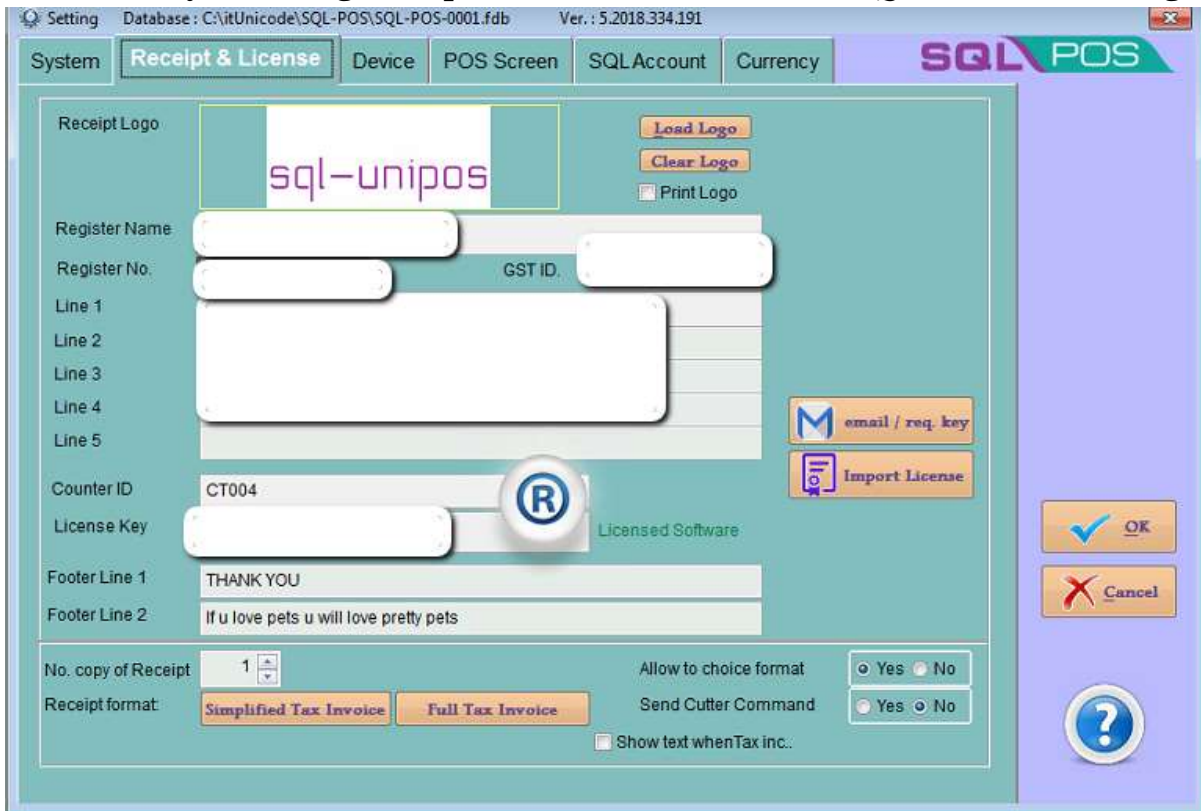 Setting Database : C:\itUnicode\SQL-POS\SQL-POS-0001.fdb Ver. : 5.2018.334.191
System Receipt & License Device POS Screen SQLAccount Currency SQL POS
Receipt Logo
sql-unipos
Load Logo
Clear Logo
Print Logo
Register Name
Register No. GST ID.
Line 1
Line 2
Line 3
Line 4
Line 5
email / req. key
Import License
Counter ID CT004
®
License Key Licensed Software
OK
Footer Line 1 THANK YOU
Cancel
Footer Line 2 If u love pets u will love pretty pets
No. copy of Receipt 1 Allow to choice format Yes No
Receipt format: Simplified Tax Invoice Full Tax Invoice Send Cutter Command Yes No
?
Show text whenTax inc..